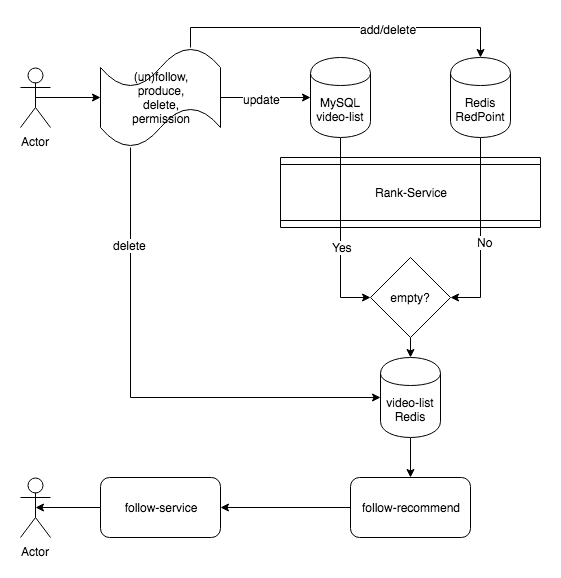 add/delete
(un)follow,
produce,
delete,
permission
update
MySQL
video-list
Redis
RedPoint
Actor
Rank-Service
delete
Yes
No
empty?
video-list
Redis
follow-service
follow-recommend
Actor